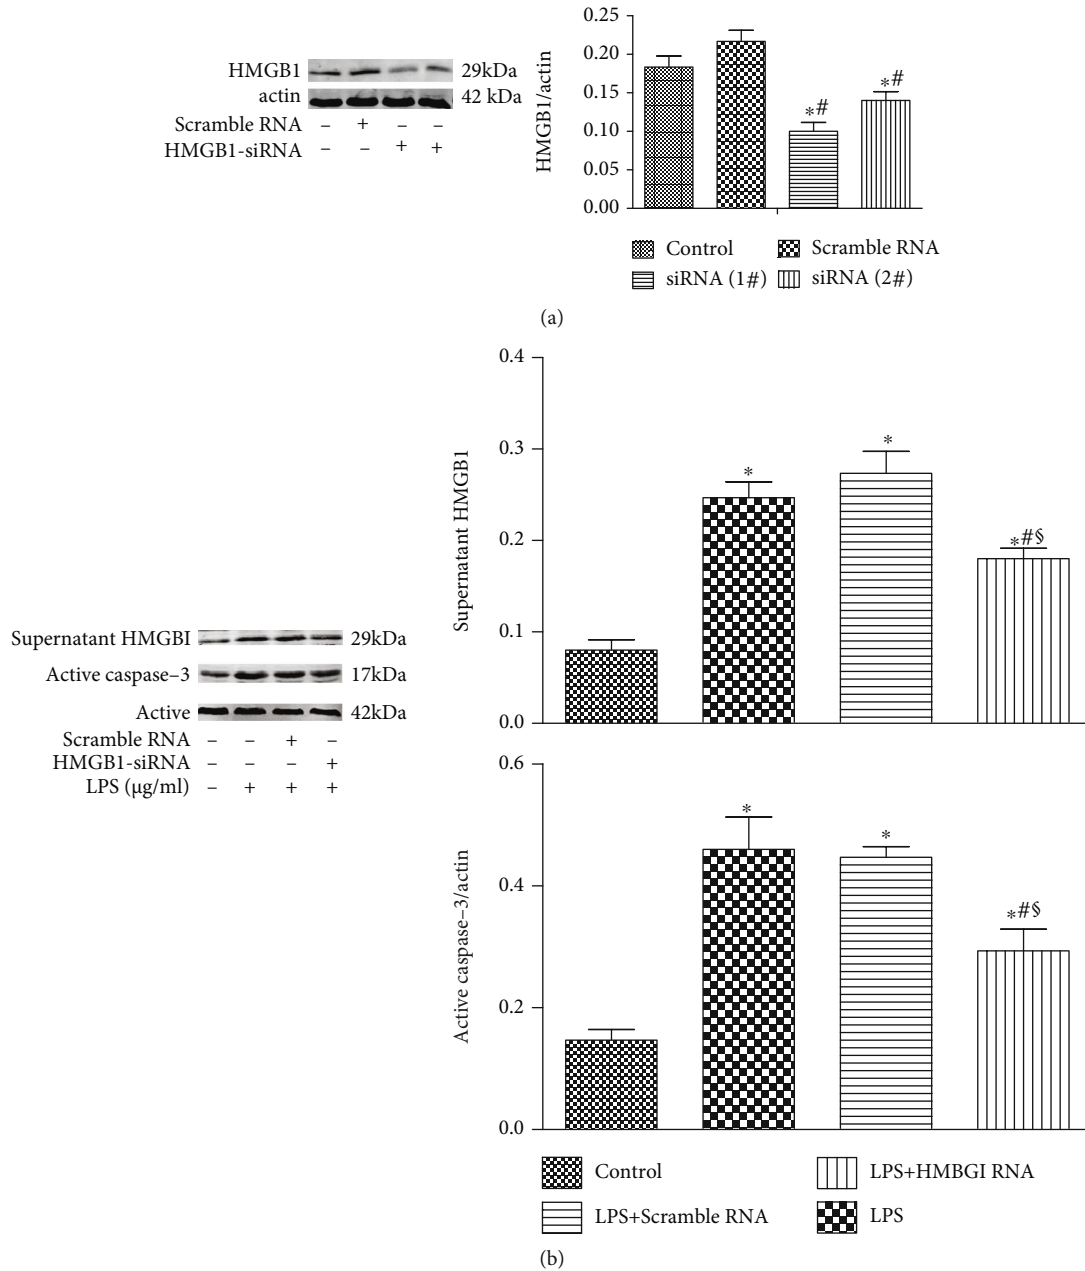 HMGB1 29kDa
actin 42 kDa
Scramble RNA – + – –
HMGB1-siRNA – – + +
HMGB1/actin
0.25
0.20
0.15
0.10
0.05
0.00
*#
*#
Control Scramble RNA
siRNA (1#) siRNA (2#)
(a)
Supernatant HMGBI 29kDa
Active caspase–3 17kDa
Active 42kDa
Scramble RNA – – + –
HMGB1-siRNA – – – +
LPS (μg/ml) – + + +
Supernatant HMGB1
0.4
0.3
0.2
0.1
0.0
*
*
*#§
Active caspase–3/actin
0.6
0.4
0.2
0.0
*
*
*#§
Control LPS+HMBGI RNA
LPS+Scramble RNA LPS
(b)